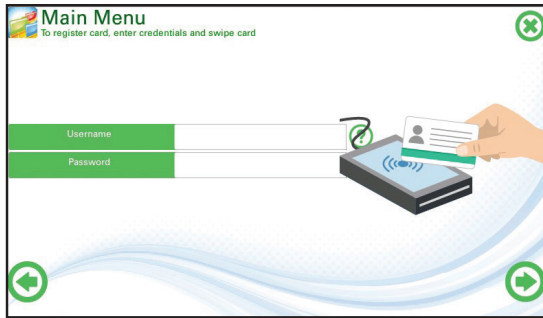 Main Menu
To register card, enter credentials and swipe card
Username
?
Password